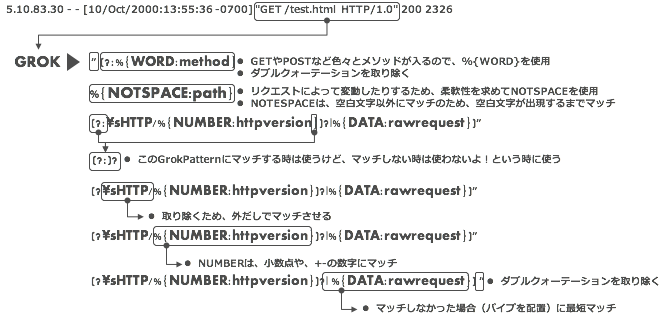 5.10.83.30 - - [10/Oct/2000:13:55:36 -0700] "GET /test.html HTTP/1.0" 200 2326
GROK ▶ " [?:%{WORD:method} ● GETやPOSTなど色々とメソッドが入るので、%{WORD}を使用
● ダブルクォーテーションを取り除く
%{NOTSPACE:path} ● リクエストによって変動したりするため、柔軟性を求めてNOTSPACEを使用
● NOTESPACEは、空白文字以外にマッチのため、空白文字が出現するまでマッチ
[?:¥sHTTP/%{NUMBER:httpversion}]?|%{DATA:rawrequest}]"
[?:]? ● このGrokPatternにマッチする時は使うけど、マッチしない時は使わないよ！という時に使う
[?¥sHTTP/%{NUMBER:httpversion}]?|%{DATA:rawrequest}]"
● 取り除くため、外だしでマッチさせる
[?¥sHTTP/%{NUMBER:httpversion}]?|%{DATA:rawrequest}]"
● NUMBERは、小数点や、+-の数字にマッチ
[?¥sHTTP/%{NUMBER:httpversion}]?|%{DATA:rawrequest}]" ● ダブルクォーテーションを取り除く
● マッチしなかった場合（パイプを配置）に最短マッチ